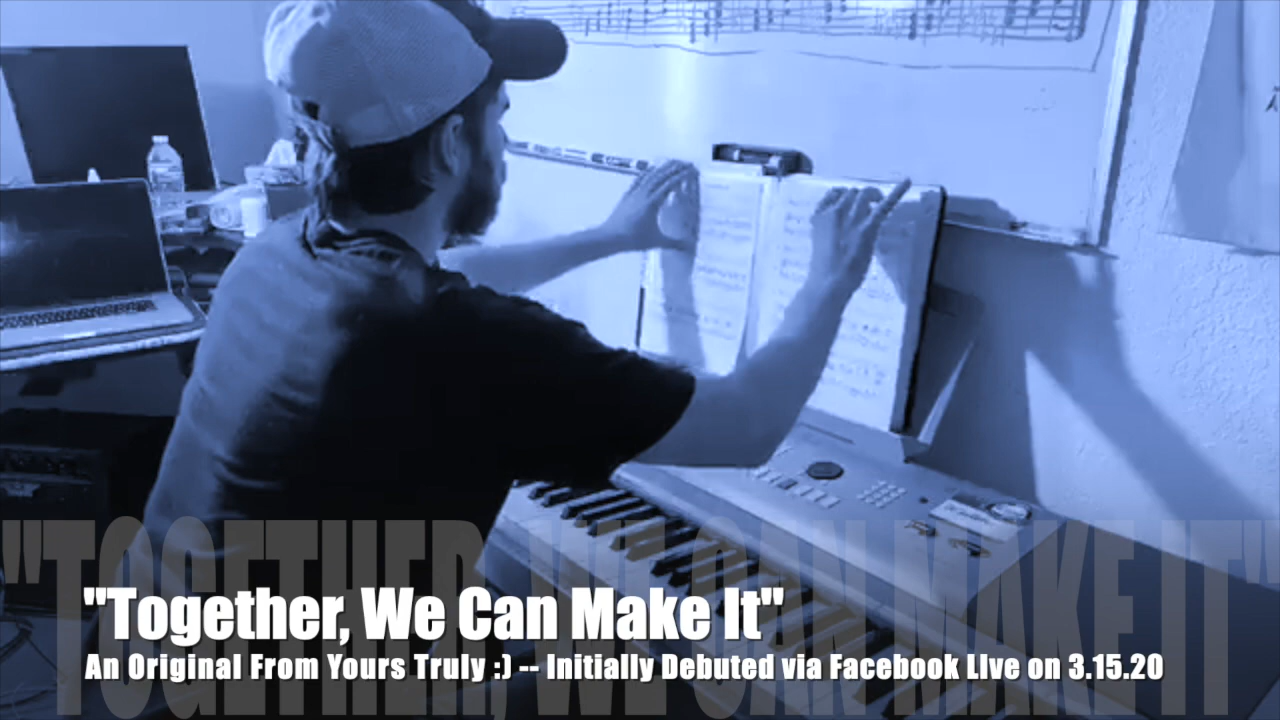 "TOGETHER, WE CAN MAKE IT"
"Together, We Can Make It"
An Original From Yours Truly :) -- Initially Debuted via Facebook LIve on 3.15.20